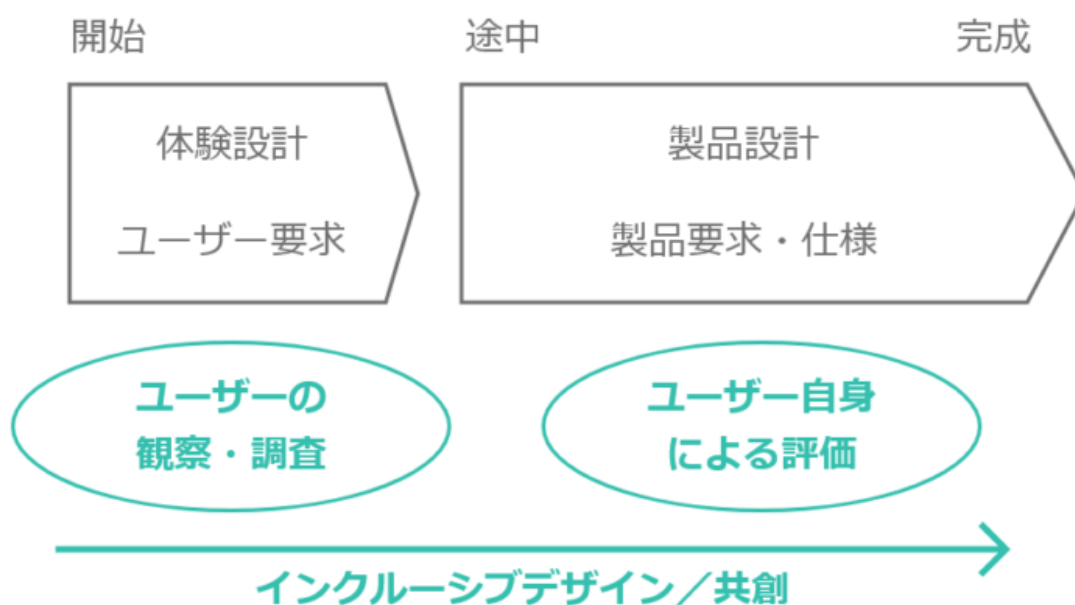 開始
途中
完成
体験設計
ユーザー要求
製品設計
製品要求・仕様
ユーザーの
観察・調査
ユーザー自身
による評価
インクルーシブデザイン／共創